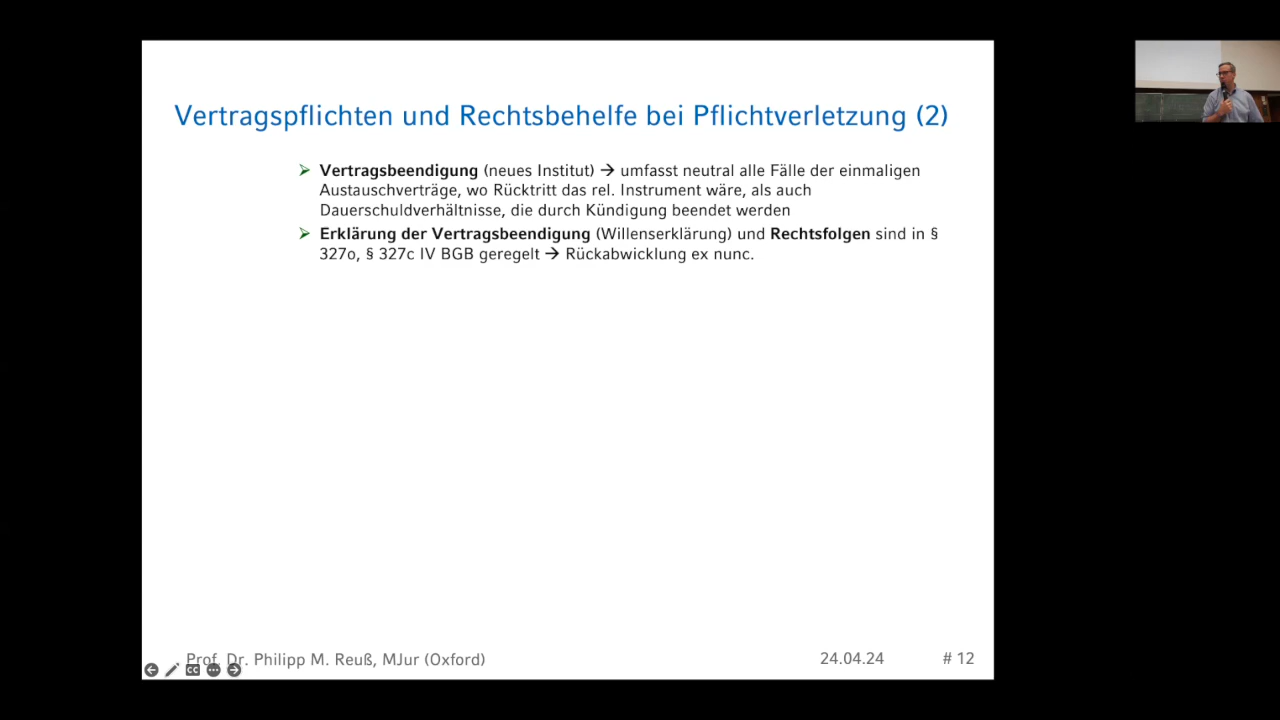 Vertragspflichten und Rechtsbehelfe bei Pflichtverletzung (2)
➢ Vertragsbeendigung (neues Institut) → umfasst neutral alle Fälle der einmaligen
Austauschverträge, wo Rücktritt das rel. Instrument wäre, als auch
Dauerschuldverhältnisse, die durch Kündigung beendet werden
➢ Erklärung der Vertragsbeendigung (Willenserklärung) und Rechtsfolgen sind in §
327o, § 327c IV BGB geregelt → Rückabwicklung ex nunc.
Prof. Dr. Philipp M. Reuß, MJur (Oxford)
24.04.24
# 12
CC